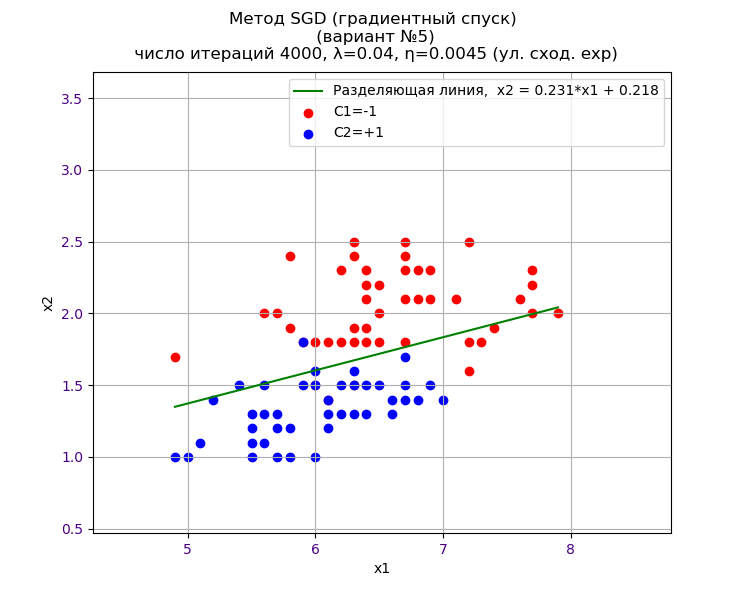 Метод SGD (градиентный спуск)
(вариант №5)
число итераций 4000, λ=0.04, η=0.0045 (ул. сход. exp)
Разделяющая линия,  x2 = 0.231*x1 + 0.218
C1=-1
C2=+1
3.5
3.0
2.5
2.0
1.5
1.0
0.5
x2
5 6 7 8
x1